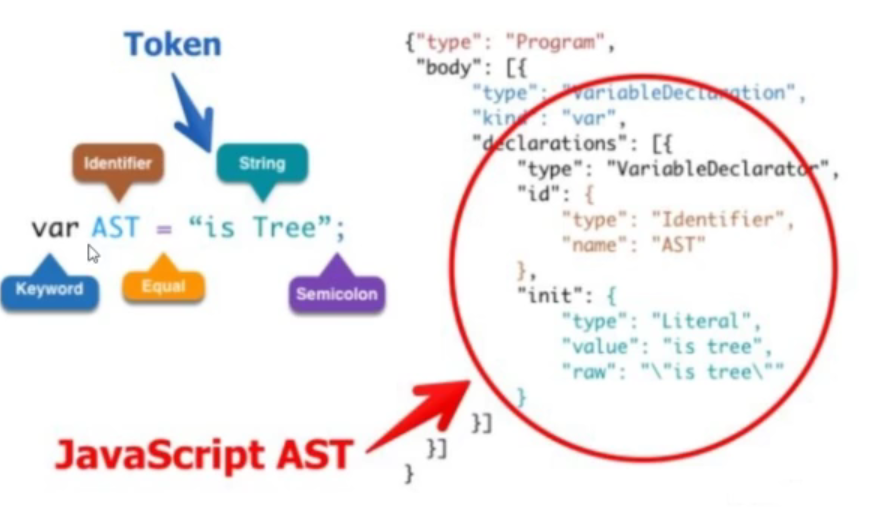 Token
Identifier
String
var AST = “is Tree”;
Keyword
Equal
Semicolon
JavaScript AST
{"type": "Program",
"body": [{
"type": "VariableDeclaration",
"kind": "var",
"declarations": [{
"type": "VariableDeclarator",
"id": {
"type": "Identifier",
"name": "AST"
},
"init": {
"type": "Literal",
"value": "is tree",
"raw": "\"is tree\""
}
}]
}]
}